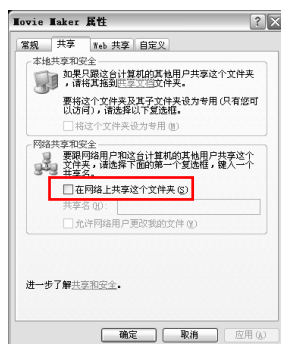 Movie Maker 属性
常规 共享 Web 共享 自定义
本地共享和安全
如果只跟这台计算机的其他用户共享这个文件夹
，请将其拖到共享文档文件夹。
要将这个文件夹及其子文件夹设为专用(只有您可
以访问)，请选择下复选框。
将这个文件夹设为专用(M)
网络共享和安全
要跟网络用户和这台计算机的其他用户共享这个
文件夹，请选择下面的第一个复选框，键入一个
共享名。
在网络上共享这个文件夹(S)
共享名(H):
允许网络用户更改我的文件(W)
进一步了解共享和安全。
确定 取消 应用(A)